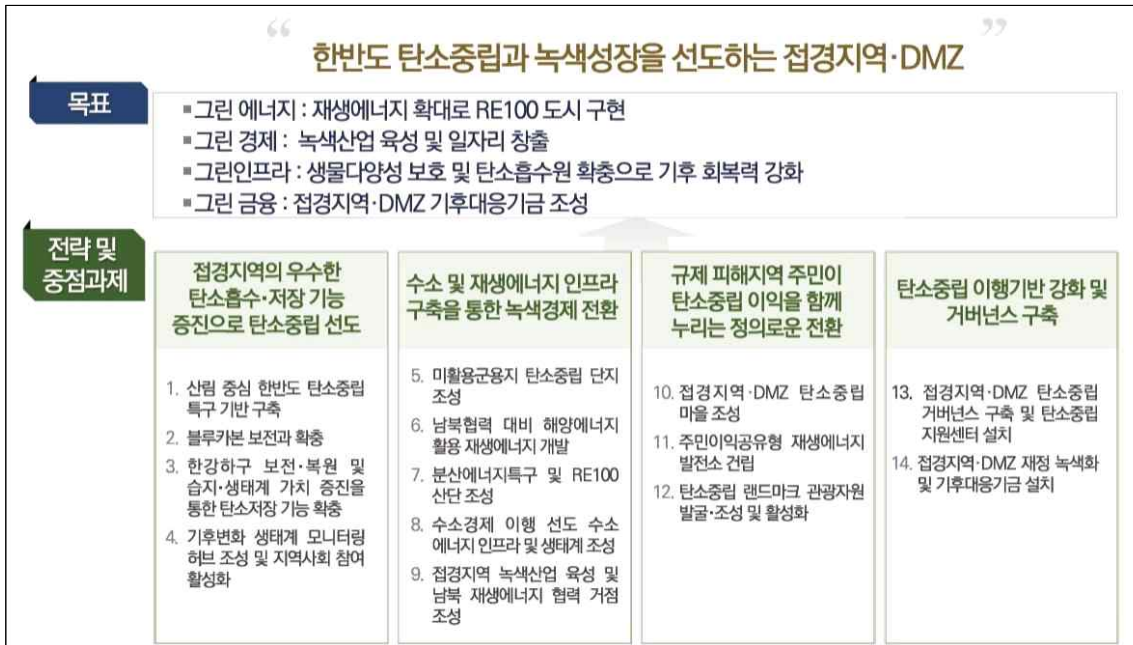 “ ”
한반도 탄소중립과 녹색성장을 선도하는 접경지역·DMZ
목표
▪그린 에너지 : 재생에너지 확대로 RE100 도시 구현
▪그린 경제 : 녹색산업 육성 및 일자리 창출
▪그린인프라 : 생물다양성 보호 및 탄소흡수원 확충으로 기후 회복력 강화
▪그린 금융 : 접경지역·DMZ 기후대응기금 조성
전략 및
중점과제
접경지역의 우수한
탄소흡수·저장 기능
증진으로 탄소중립 선도
1. 산림 중심 한반도 탄소중립
특구 기반 구축
2. 블루카본 보전과 확충
3. 한강하구 보전·복원 및
습지·생태계 가치 증진을
통한 탄소저장 기능 확충
4. 기후변화 생태계 모니터링
허브 조성 및 지역사회 참여
활성화
수소 및 재생에너지 인프라
구축을 통한 녹색경제 전환
5. 미활용군용지 탄소중립 단지
조성
6. 남북협력 대비 해양에너지
활용 재생에너지 개발
7. 분산에너지특구 및 RE100
산단 조성
8. 수소경제 이행 선도 수소
에너지 인프라 및 생태계 조성
9. 접경지역 녹색산업 육성 및
남북 재생에너지 협력 거점
조성
규제 피해지역 주민이
탄소중립 이익을 함께
누리는 정의로운 전환
10. 접경지역·DMZ 탄소중립
마을 조성
11. 주민이익공유형 재생에너지
발전소 건립
12. 탄소중립 랜드마크 관광자원
발굴·조성 및 활성화
탄소중립 이행기반 강화 및
거버넌스 구축
13. 접경지역·DMZ 탄소중립
거버넌스 구축 및 탄소중립
지원센터 설치
14. 접경지역·DMZ 재정 녹색화
및 기후대응기금 설치